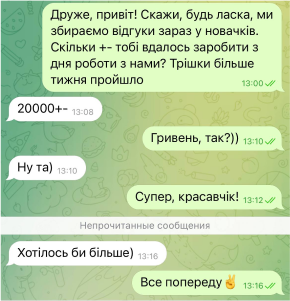 Друже, привіт! Скажи, будь ласка, ми
збираємо відгуки зараз у новачків.
Скільки +- тобі вдалось заробити з
дня роботи з нами? Трішки більше
тижня пройшло
13:00
20000+- 13:08
Гривень, так?)) 13:10
Ну та) 13:10
Супер, красавчік! 13:12
Непрочитанные сообщения
Хотілось би більше) 13:16
Все попереду✌️ 13:16